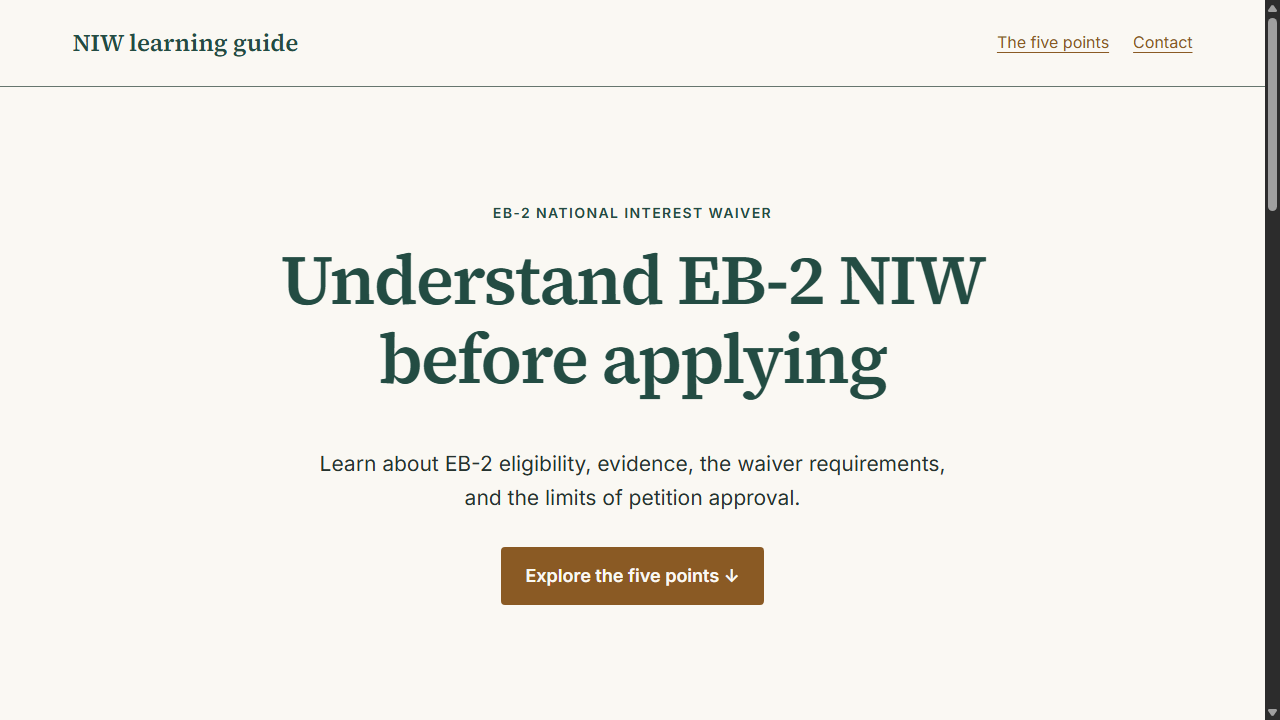 NIW learning guide
The five points
Contact
EB-2 NATIONAL INTEREST WAIVER
Understand EB-2 NIW
before applying
Learn about EB-2 eligibility, evidence, the waiver requirements,
and the limits of petition approval.
Explore the five points ↓